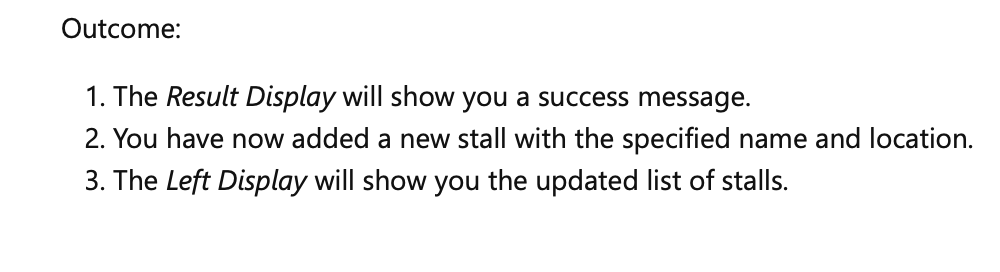 Outcome:
1. The Result Display will show you a success message.
2. You have now added a new stall with the specified name and location.
3. The Left Display will show you the updated list of stalls.